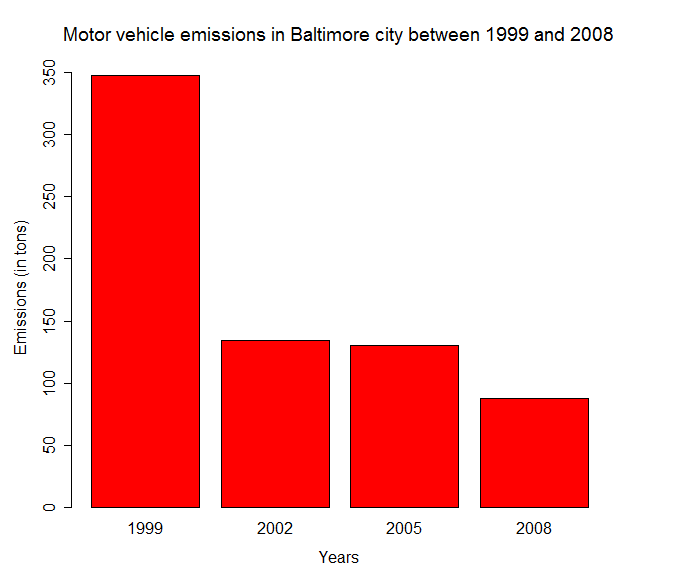 Motor vehicle emissions in Baltimore city between 1999 and 2008
Emissions (in tons)
350
300
250
200
150
100
50
0
1999 2002 2005 2008
Years